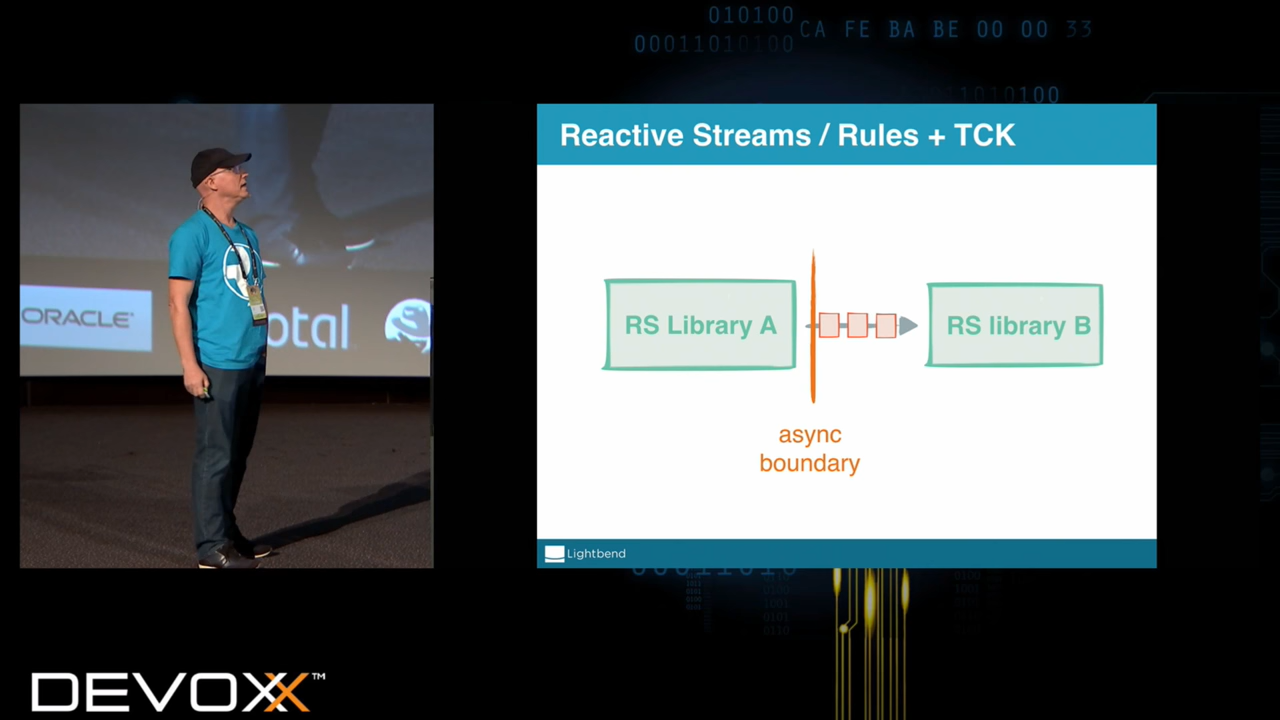 010100
00011010100
CA FE BA BE 00 00 33
1010100
Reactive Streams / Rules + TCK
RS Library A
RS library B
async
boundary
Lightbend
ORACLE
otal
DEVOXX™